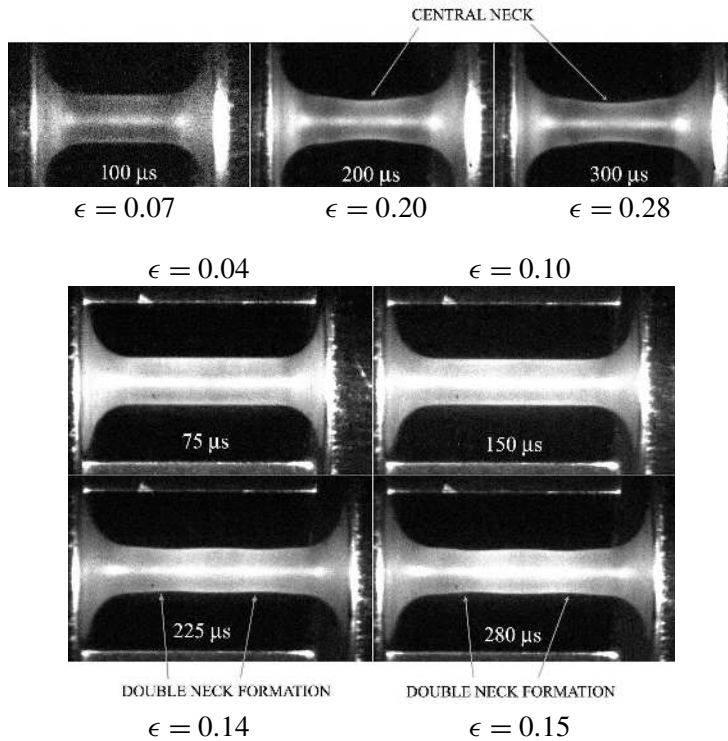 CENTRAL NECK
100 μs 200 μs 300 μs
ϵ = 0.07 ϵ = 0.20 ϵ = 0.28
ϵ = 0.04 ϵ = 0.10
75 μs 150 μs
225 μs 280 μs
DOUBLE NECK FORMATION DOUBLE NECK FORMATION
ϵ = 0.14 ϵ = 0.15